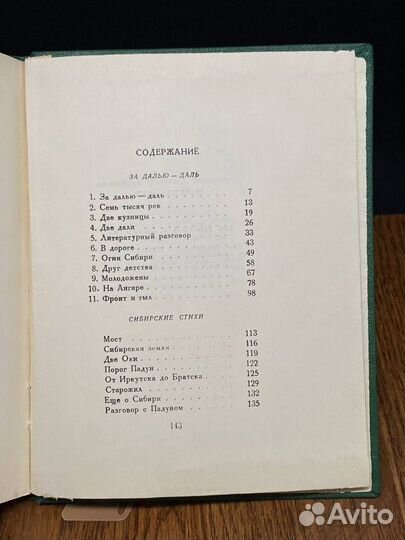 СОДЕРЖАНИЕ
ЗА ДАЛЬЮ — ДАЛЬ
1. За далью — даль 7
2. Семь тысяч рек 13
3. Две кузницы 19
4. Две дали 26
5. Литературный разговор 33
6. В дороге 43
7. Огни Сибири 49
8. Друг детства 58
9. Молодожены 67
10. На Ангаре 78
11. Фронт и тыл 98
СИБИРСКИЕ СТИХИ
Мост 113
Сибирская земля 116
Две Оки 119
Порог Падун 122
От Иркутска до Братска 125
Старожил 129
Еще о Сибири 132
Разговор с Падуном 135
143
Avito